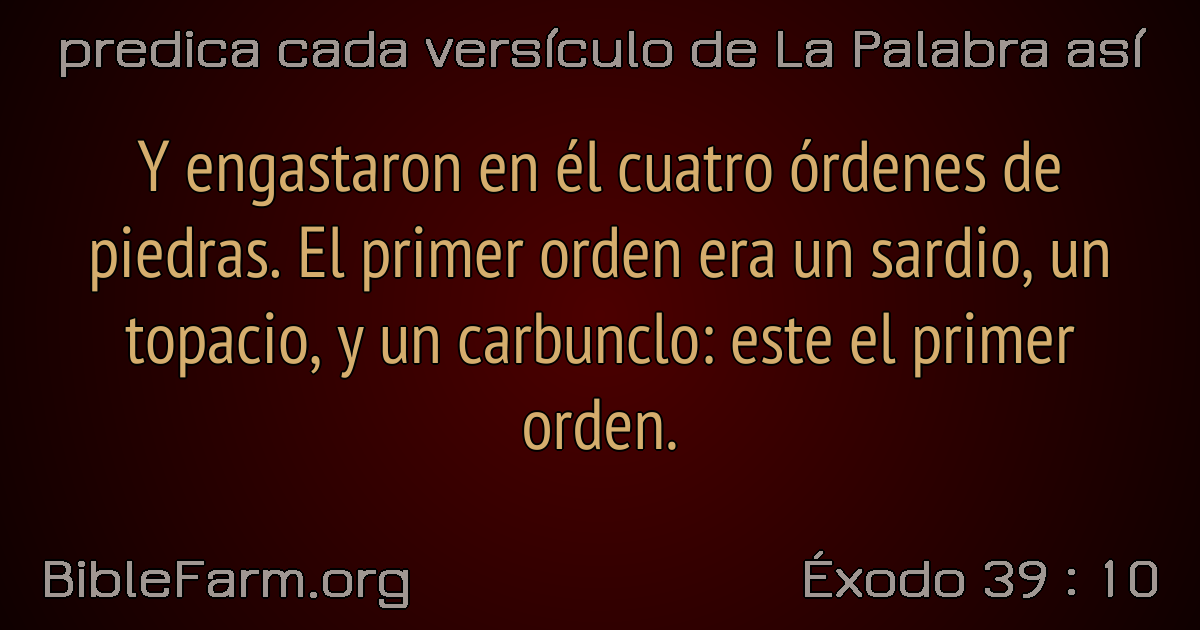 predica cada versículo de La Palabra así
Y engastaron en él cuatro órdenes de
piedras. El primer orden era un sardio, un
topacio, y un carbunclo: este el primer
orden.
BibleFarm.org
Éxodo 39 : 10